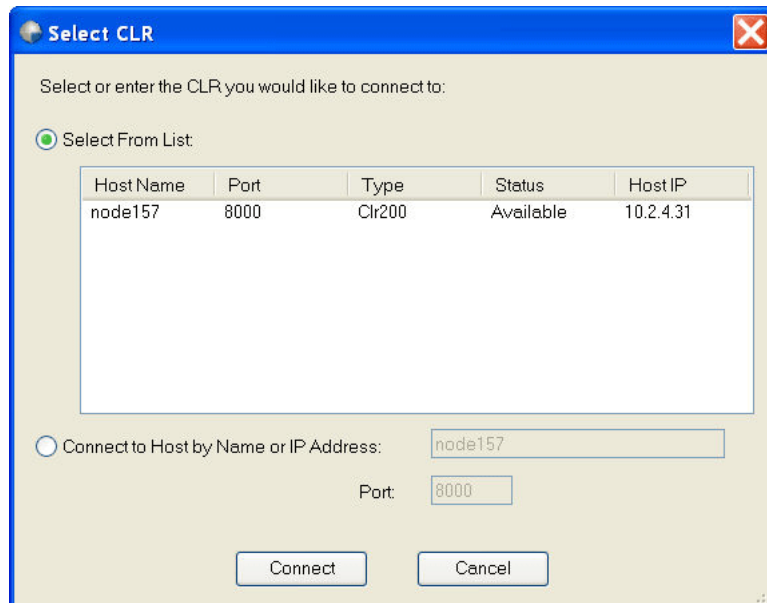 Select CLR
Select or enter the CLR you would like to connect to:
Select From List:
Host Name Port Type Status Host IP
node157 8000 Clr200 Available 10.2.4.31
Connect to Host by Name or IP Address: node157
Port: 8000
Connect Cancel